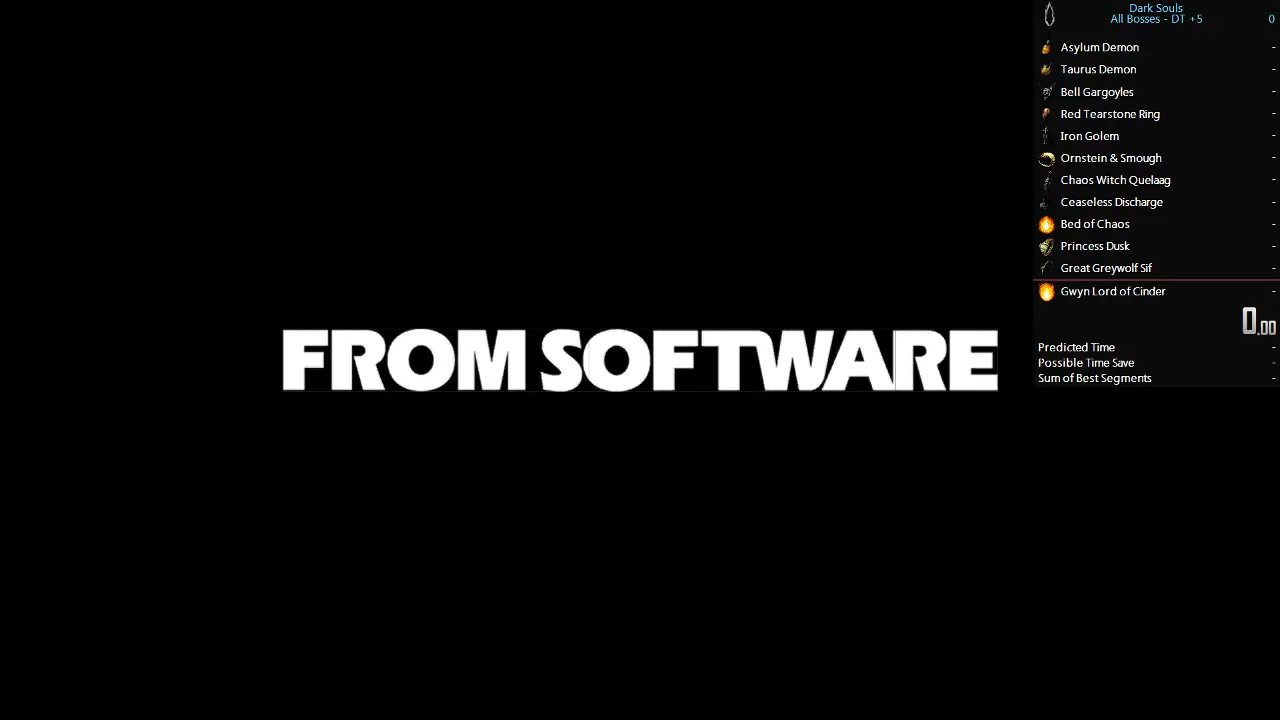 Dark Souls
All Bosses - DT +5 0
Asylum Demon -
Taurus Demon -
Bell Gargoyles -
Red Tearstone Ring -
Iron Golem -
Ornstein & Smough -
Chaos Witch Quelaag -
Ceaseless Discharge -
Bed of Chaos -
Princess Dusk -
Great Greywolf Sif -
Gwyn Lord of Cinder -
0.00
Predicted Time -
Possible Time Save -
Sum of Best Segments -
FROM SOFTWARE